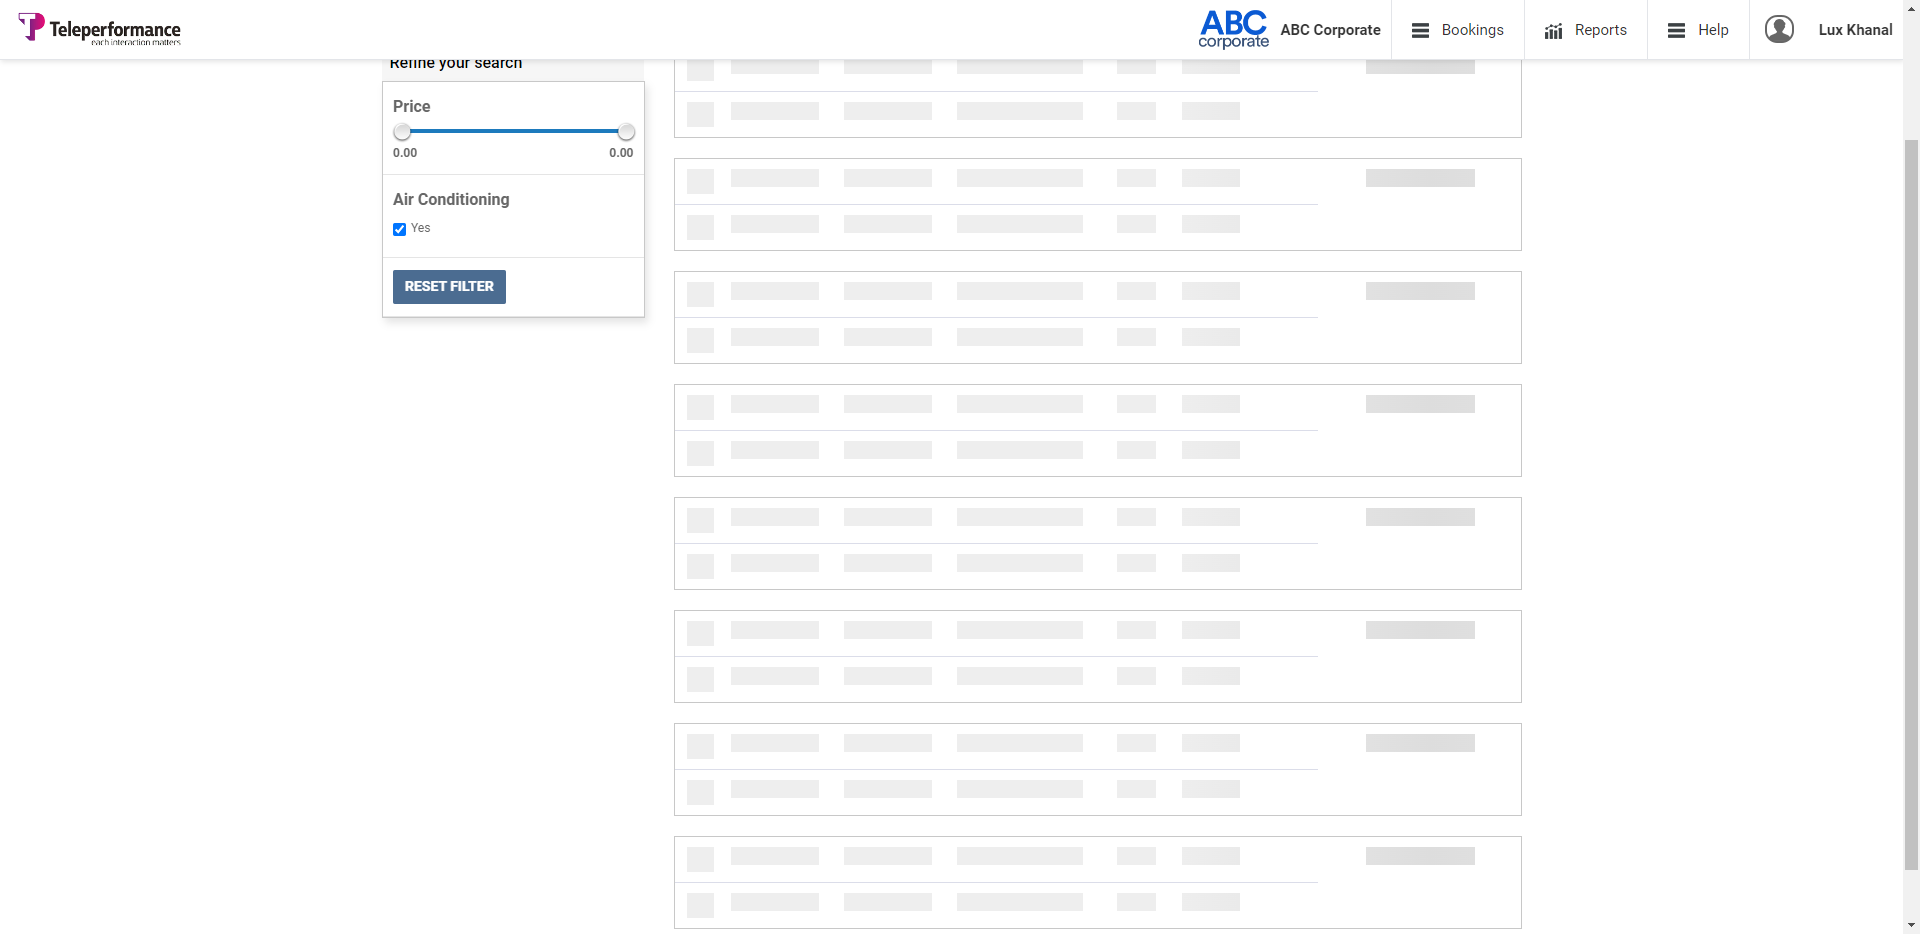 Teleperformance
each interaction matters
ABC
corporate
ABC Corporate
Bookings
Reports
Help
Lux Khanal
Refine your search
Price
0.00 0.00
Air Conditioning
Yes
RESET FILTER